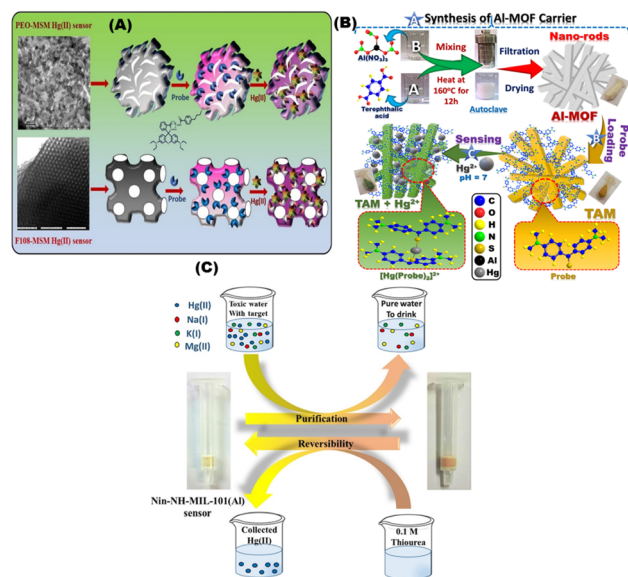 (A)
PEO-MSM Hg(II) sensor
Probe
Hg(II)
F108-MSM Hg(II) sensor
Probe
Hg(II)
(B)
A Synthesis of Al-MOF Carrier
Al(NO₃)₃
B
Mixing
Filtration
Nano-rods
Heat at
160°C for
12h
Drying
A
Terephthalic
acid
Autoclave
Al-MOF
Probe
Loading
B
Sensing
Hg²⁺
pH = 7
TAM + Hg²⁺
TAM
C
O
H
N
S
Al
Hg
[Hg(Probe)₂]²⁺
Probe
(C)
Hg(II)
Na(I)
K(I)
Mg(II)
Toxic water
With target
Pure water
To drink
Purification
Reversibility
Nin-NH-MIL-101(Al)
sensor
Collected
Hg(II)
0.1 M
Thiourea